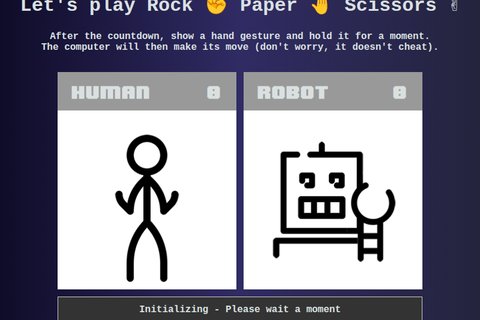 Let's play Rock ✊ Paper 🤚 Scissors ✌
After the countdown, show a hand gesture and hold it for a moment.
The computer will then make its move (don't worry, it doesn't cheat).
HUMAN 0
ROBOT 0
Initializing - Please wait a moment